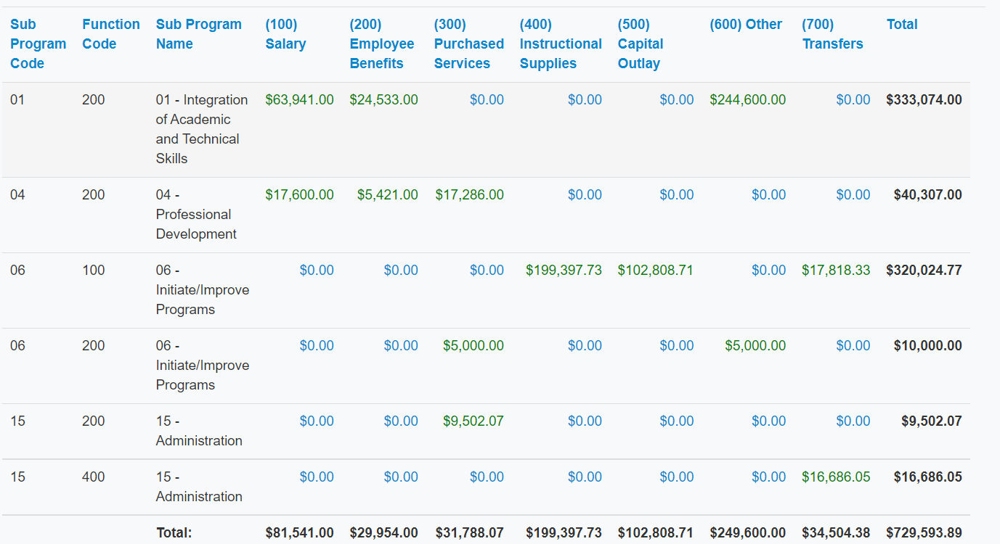 Sub Function Sub Program (100) (200) (300) (400) (500) (600) Other (700) Total
Program Code Name Salary Employee Purchased Instructional Capital Transfers
Code Benefits Services Supplies Outlay
01 200 01 - Integration $63,941.00 $24,533.00 $0.00 $0.00 $0.00 $244,600.00 $0.00 $333,074.00
of Academic
and Technical
Skills
04 200 04 - $17,600.00 $5,421.00 $17,286.00 $0.00 $0.00 $0.00 $0.00 $40,307.00
Professional
Development
06 100 06 - $0.00 $0.00 $0.00 $199,397.73 $102,808.71 $0.00 $17,818.33 $320,024.77
Initiate/Improve
Programs
06 200 06 - $0.00 $0.00 $5,000.00 $0.00 $0.00 $5,000.00 $0.00 $10,000.00
Initiate/Improve
Programs
15 200 15 - $0.00 $0.00 $9,502.07 $0.00 $0.00 $0.00 $0.00 $9,502.07
Administration
15 400 15 - $0.00 $0.00 $0.00 $0.00 $0.00 $0.00 $16,686.05 $16,686.05
Administration
Total: $81,541.00 $29,954.00 $31,788.07 $199,397.73 $102,808.71 $249,600.00 $34,504.38 $729,593.89